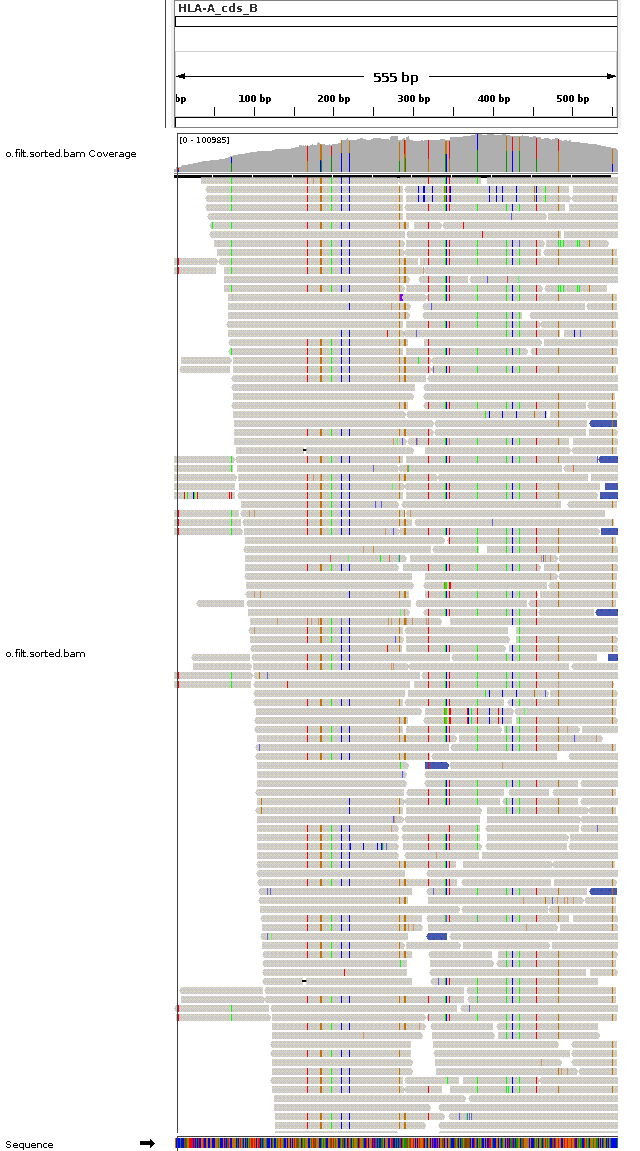 HLA-A_cds_B
555 bp
bp 100 bp 200 bp 300 bp 400 bp 500 bp
[0 - 100985]
o.filt.sorted.bam Coverage
o.filt.sorted.bam
Sequence